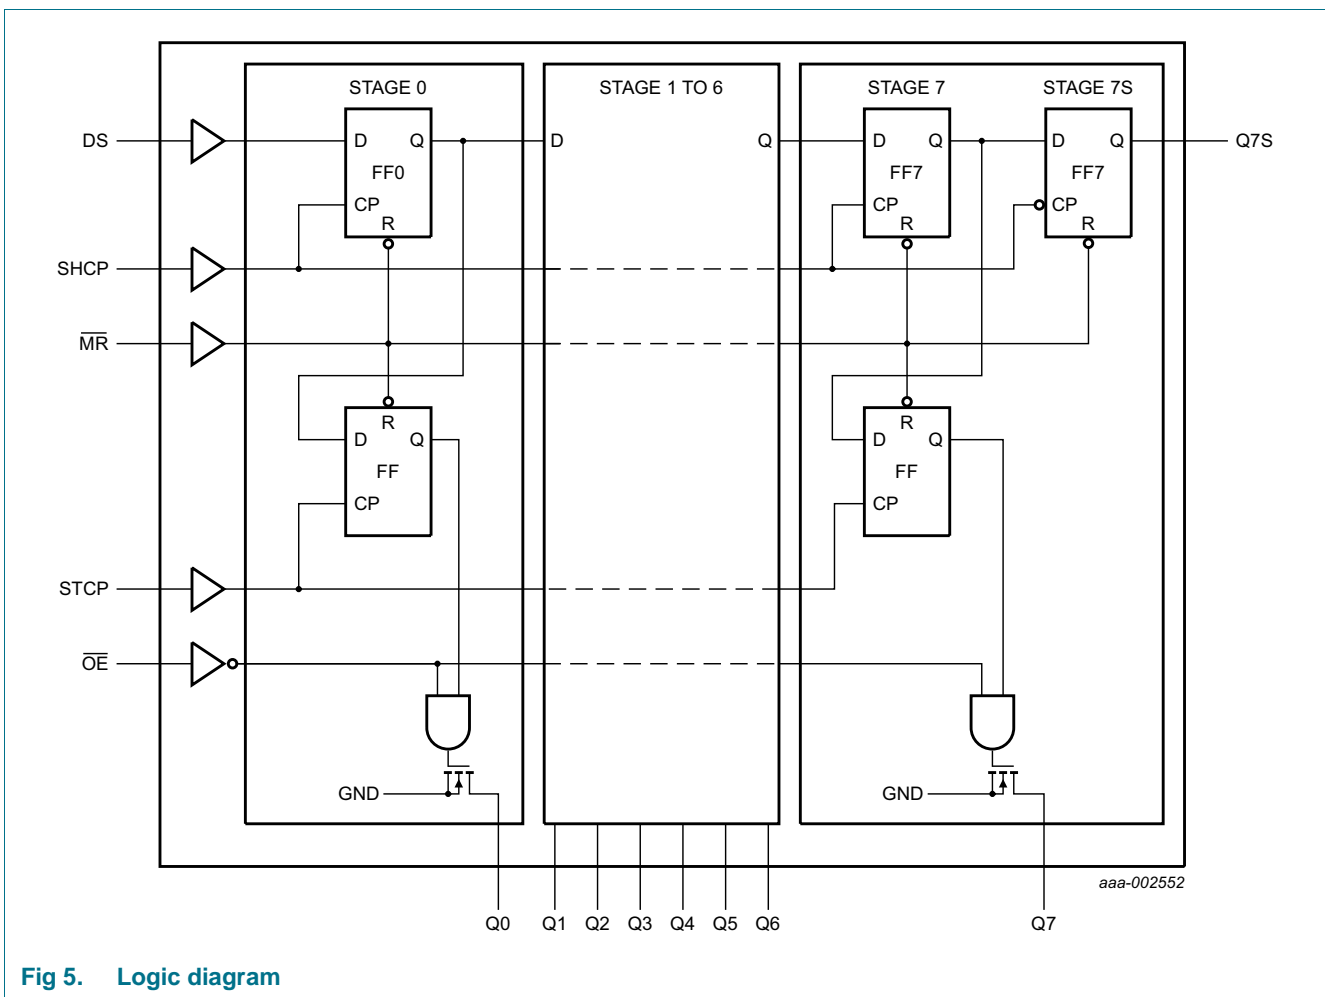 STAGE 0
STAGE 1 TO 6
STAGE 7
STAGE 7S
DS
D
Q
D
Q
D
Q
D
Q
Q7S
FF0
FF7
FF7
CP
CP
CP
R
R
R
SHCP
MR
R
R
D
Q
D
Q
FF
FF
CP
CP
STCP
OE
GND
GND
aaa-002552
Q0
Q1
Q2
Q3
Q4
Q5
Q6
Q7
Fig 5. Logic diagram